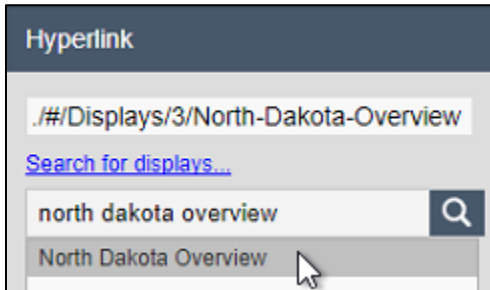 Hyperlink
./#/Displays/3/North-Dakota-Overview
Search for displays...
north dakota overview
North Dakota Overview